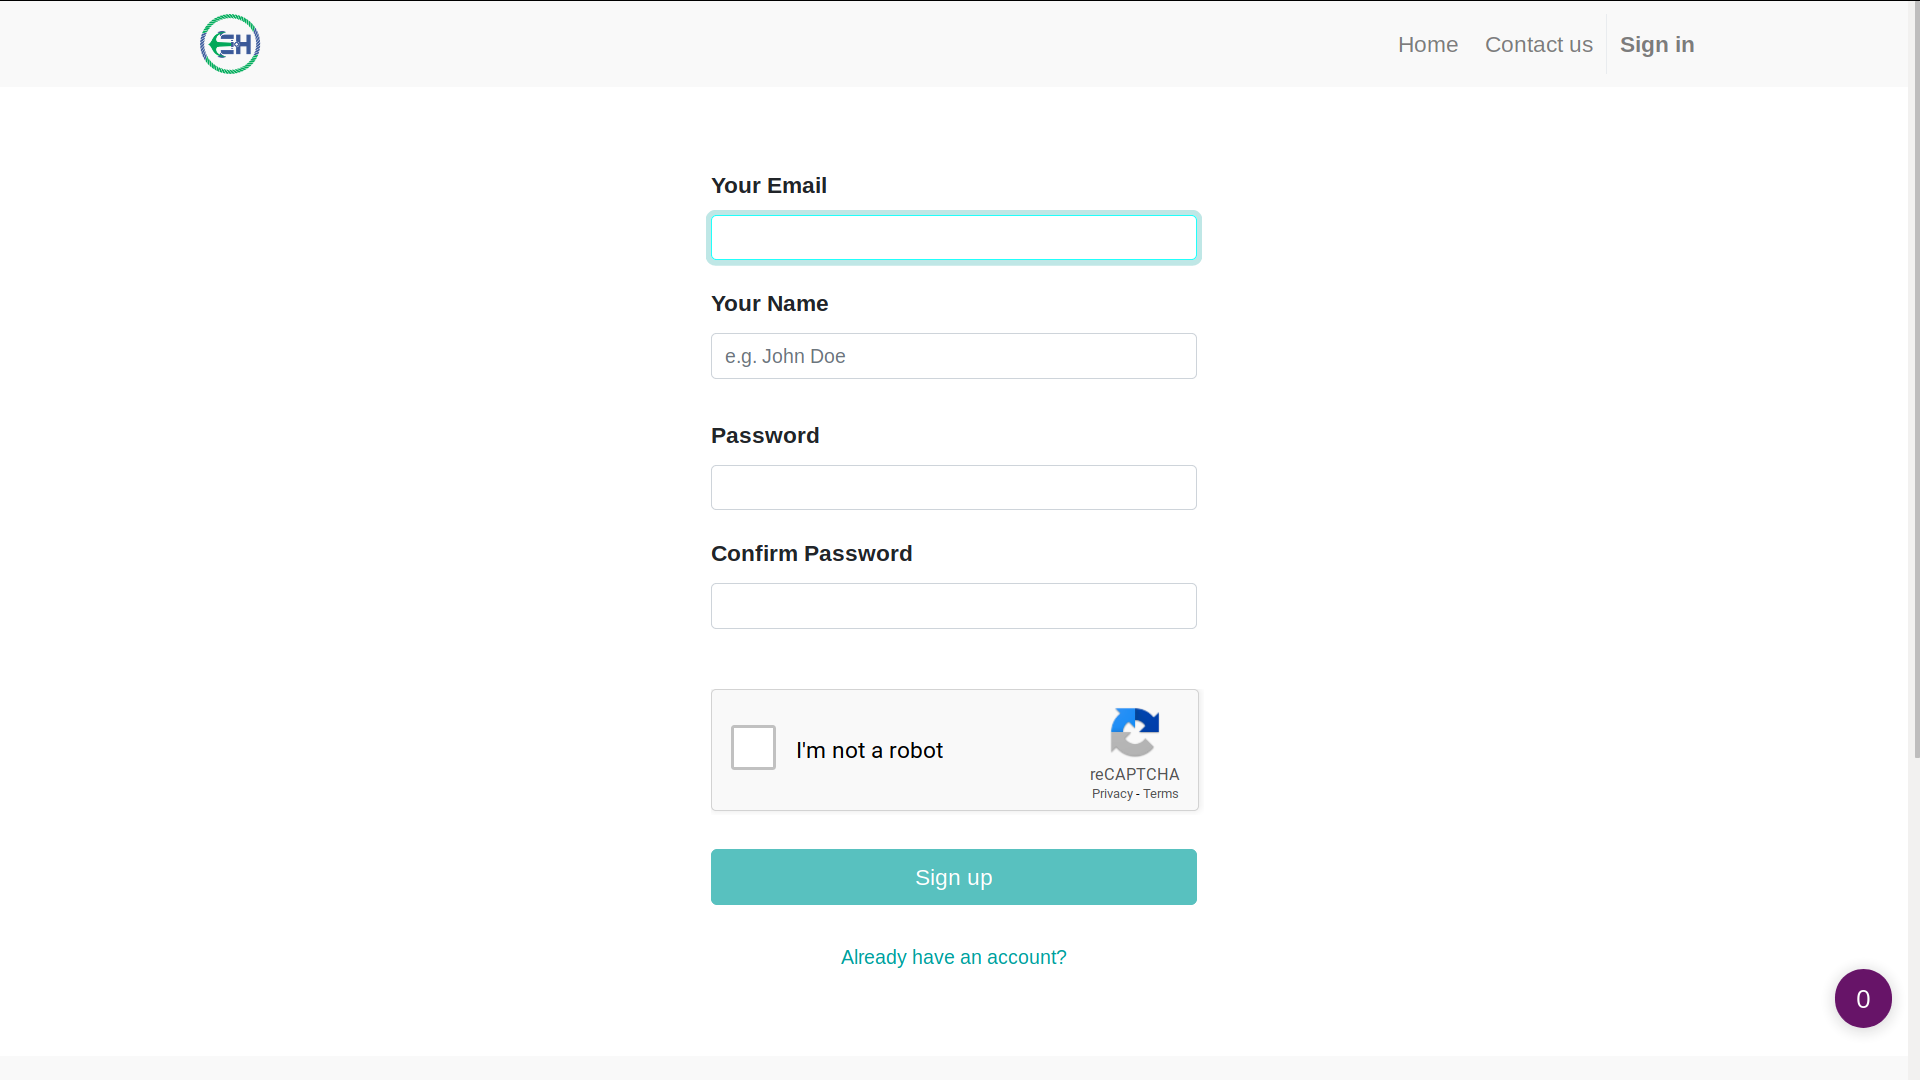 EH
Home
Contact us
Sign in
Your Email
Your Name
e.g. John Doe
Password
Confirm Password
I'm not a robot
reCAPTCHA
Privacy - Terms
Sign up
Already have an account?
0